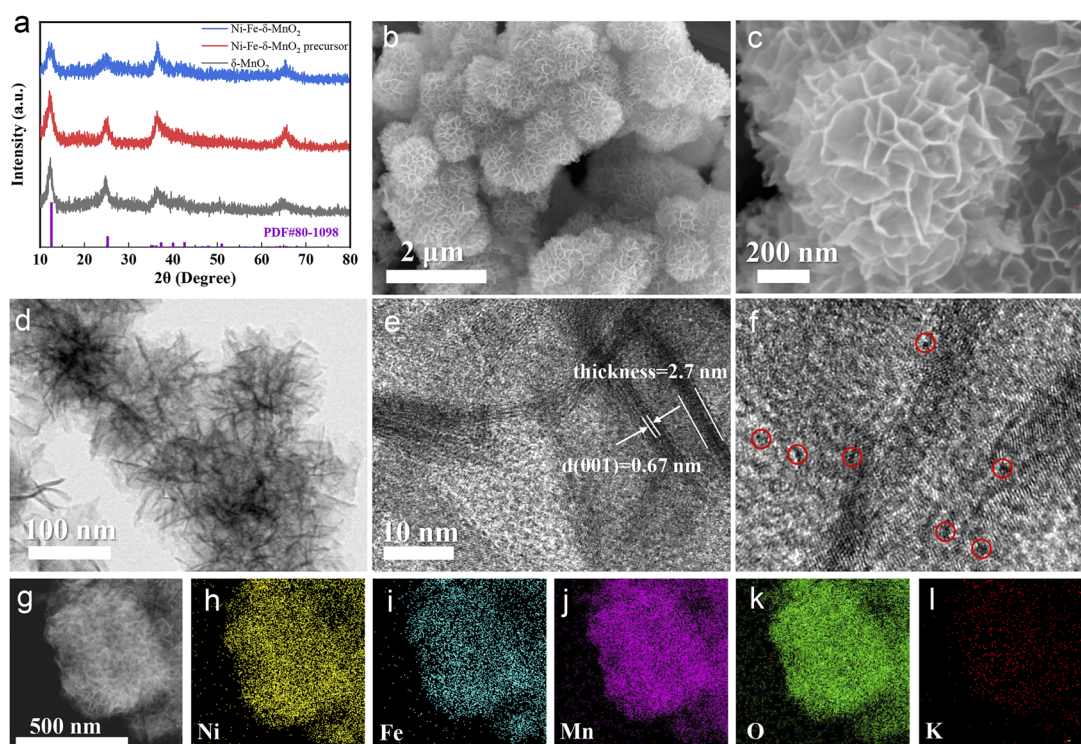 a
Ni-Fe-δ-MnO₂
Ni-Fe-δ-MnO₂ precursor
δ-MnO₂
Intensity (a.u.)
PDF#80-1098
10 20 30 40 50 60 70 80
2θ (Degree)
b
2 μm
c
200 nm
d
100 nm
e
thickness=2.7 nm
d(001)=0.67 nm
10 nm
f
g
500 nm
h
Ni
i
Fe
j
Mn
k
O
l
K